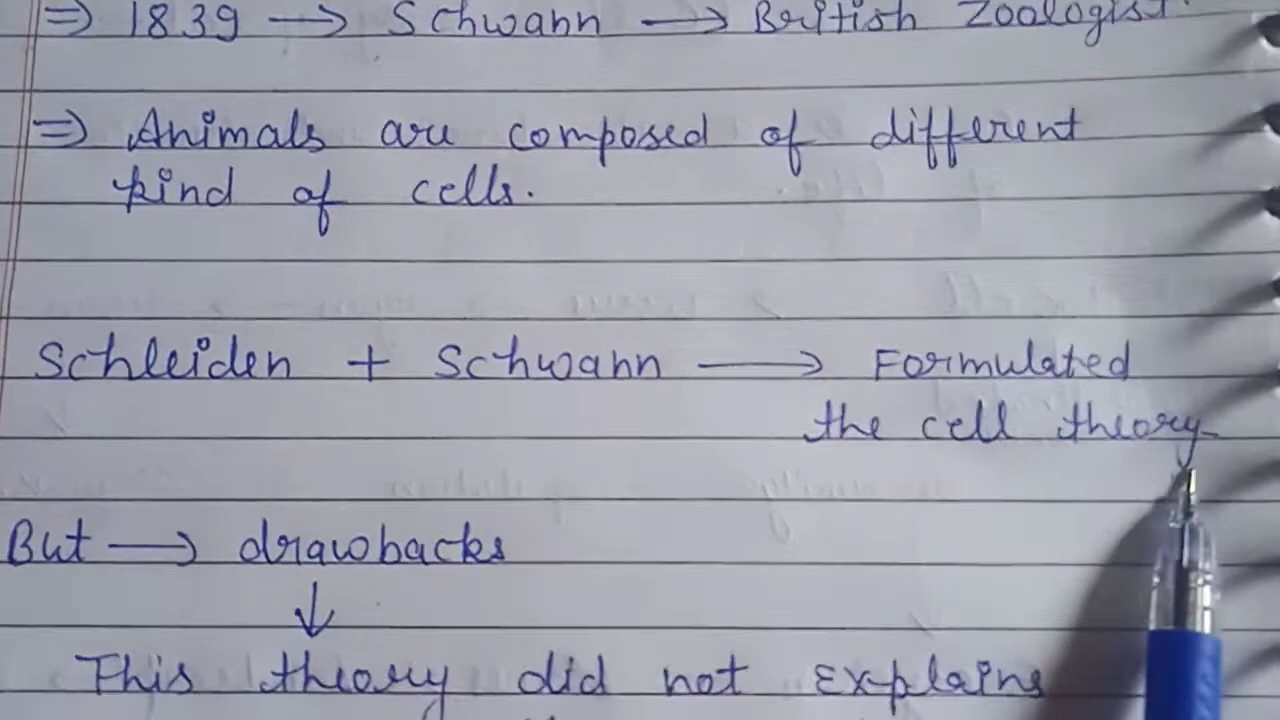 ⇒ 1839 → Schwann → British Zoologist.
⇒ Animals are composed of different
kind of cells.
Schleiden + Schwann → Formulated
the cell theory
But → drawbacks
↓
This theory did not explains